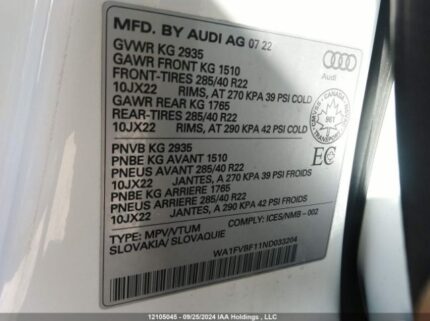 MFD. BY AUDI AG 07 22
GVWR KG 2935
GAWR FRONT KG 1510
FRONT-TIRES 285/40 R22
10JX22 RIMS, AT 270 KPA 39 PSI COLD
GAWR REAR KG 1765
REAR-TIRES 285/40 R22
10JX22 RIMS, AT 290 KPA 42 PSI COLD
Audi
CANADA
961
EC
PNVB KG 2935
PNBE KG AVANT 1510
PNEUS AVANT 285/40 R22
10JX22 JANTES, A 270 KPA 39 PSI FROIDS
PNBE KG ARRIERE 1765
PNEUS ARRIERE 285/40 R22
10JX22 JANTES, A 290 KPA 42 PSI FROIDS
TYPE: MPV/VTUM COMPLY: ICES/NMB-002
SLOVAKIA/ SLOVAQUIE
WA1FVBF11ND033204
12105045 - 09/25/2024 IAA Holdings , LLC